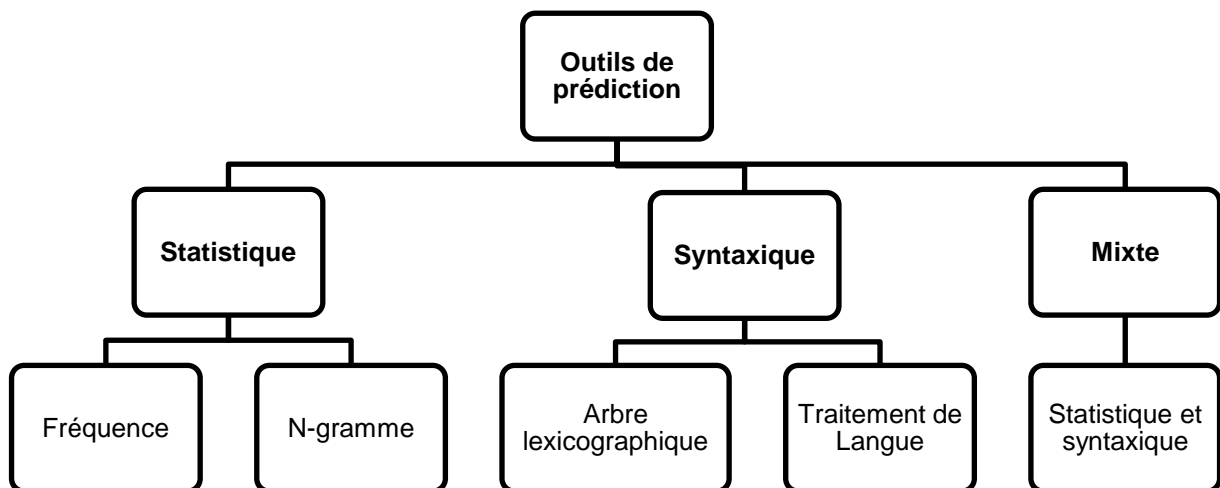 Outils de
prédiction
Statistique
Syntaxique
Mixte
Fréquence
N-gramme
Arbre
lexicographique
Traitement de
Langue
Statistique et
syntaxique